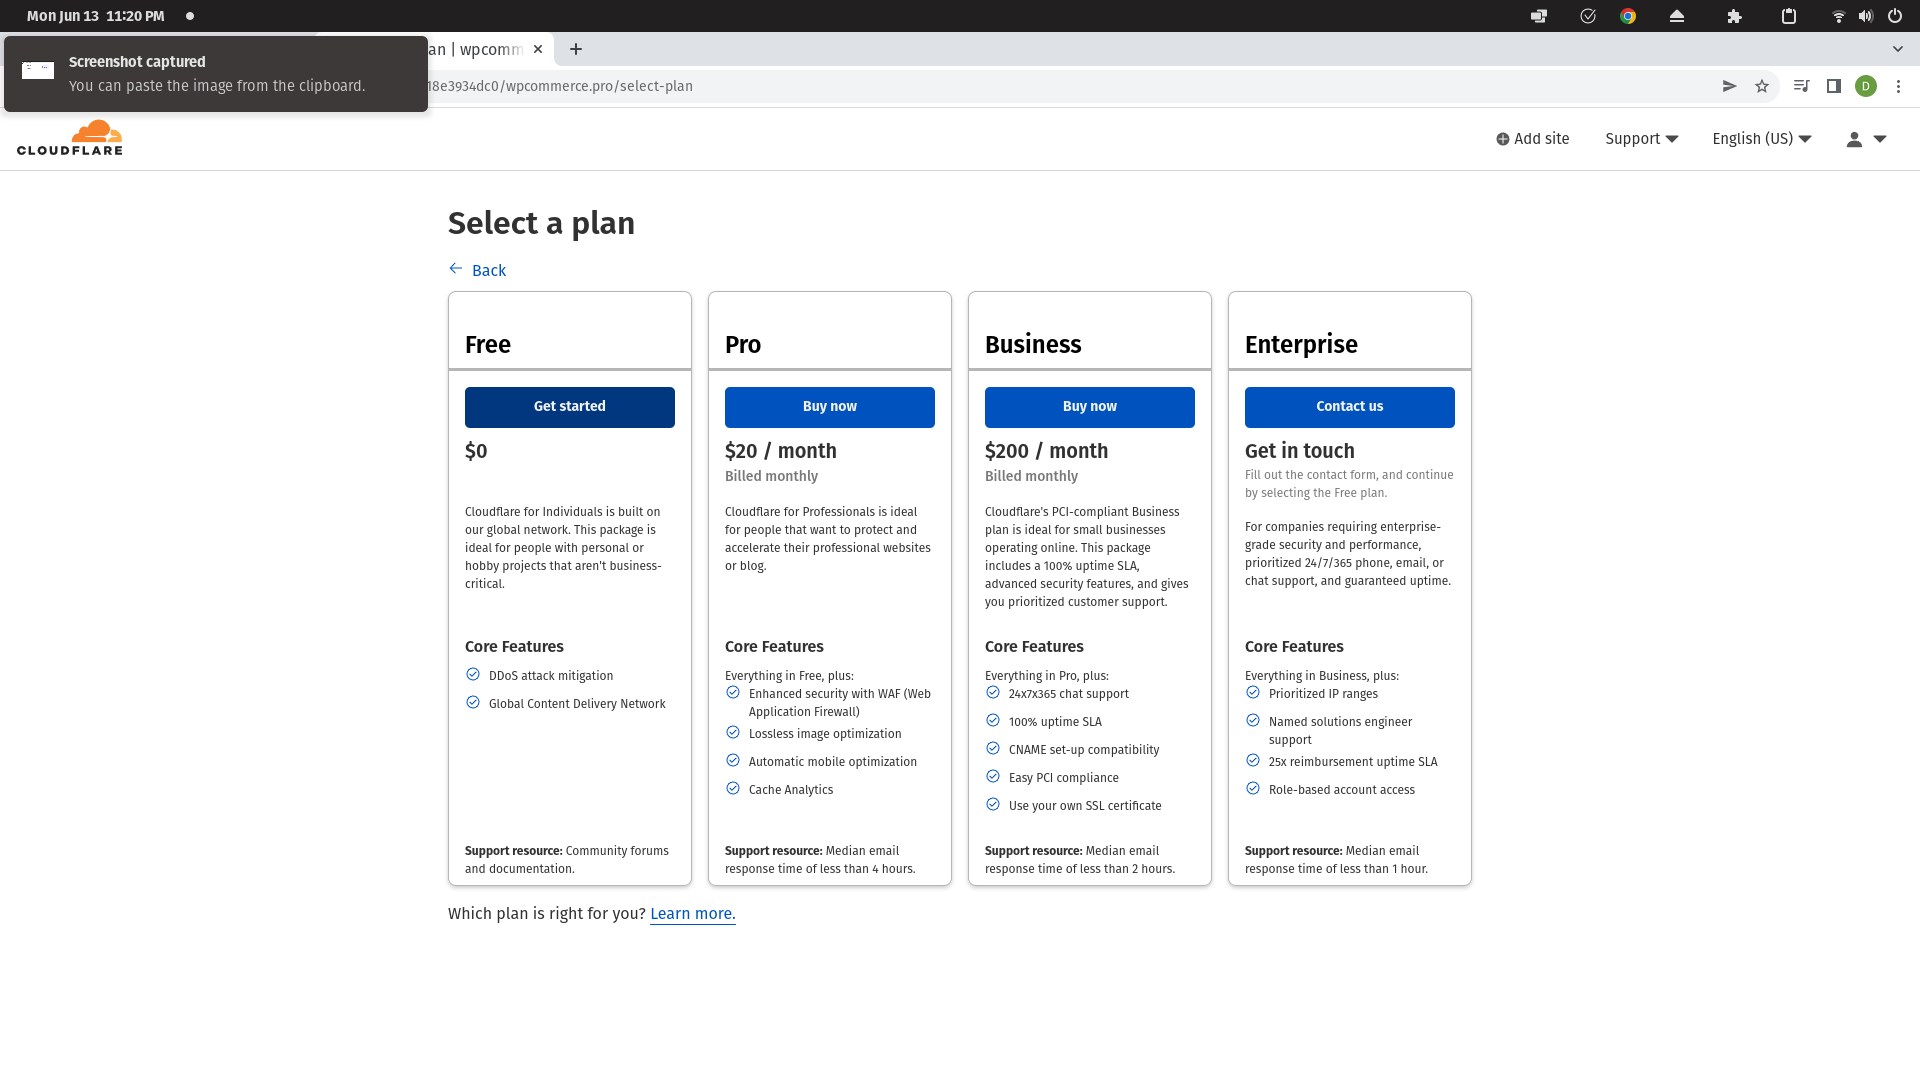 Mon Jun 13 11:20 PM
Screenshot captured
You can paste the image from the clipboard.
an | wpcomm
18e3934dc0/wpcommerce.pro/select-plan
D
CLOUDFLARE
Add site
Support
English (US)
Select a plan
Back
Free
Get started
$0
Cloudflare for Individuals is built on
our global network. This package is
ideal for people with personal or
hobby projects that aren't business-
critical.
Core Features
DDoS attack mitigation
Global Content Delivery Network
Support resource: Community forums
and documentation.
Pro
Buy now
$20 / month
Billed monthly
Cloudflare for Professionals is ideal
for people that want to protect and
accelerate their professional websites
or blog.
Core Features
Everything in Free, plus:
Enhanced security with WAF (Web
Application Firewall)
Lossless image optimization
Automatic mobile optimization
Cache Analytics
Support resource: Median email
response time of less than 4 hours.
Business
Buy now
$200 / month
Billed monthly
Cloudflare's PCI-compliant Business
plan is ideal for small businesses
operating online. This package
includes a 100% uptime SLA,
advanced security features, and gives
you prioritized customer support.
Core Features
Everything in Pro, plus:
24x7x365 chat support
100% uptime SLA
CNAME set-up compatibility
Easy PCI compliance
Use your own SSL certificate
Support resource: Median email
response time of less than 2 hours.
Enterprise
Contact us
Get in touch
Fill out the contact form, and continue
by selecting the Free plan.
For companies requiring enterprise-
grade security and performance,
prioritized 24/7/365 phone, email, or
chat support, and guaranteed uptime.
Core Features
Everything in Business, plus:
Prioritized IP ranges
Named solutions engineer
support
25x reimbursement uptime SLA
Role-based account access
Support resource: Median email
response time of less than 1 hour.
Which plan is right for you? Learn more.